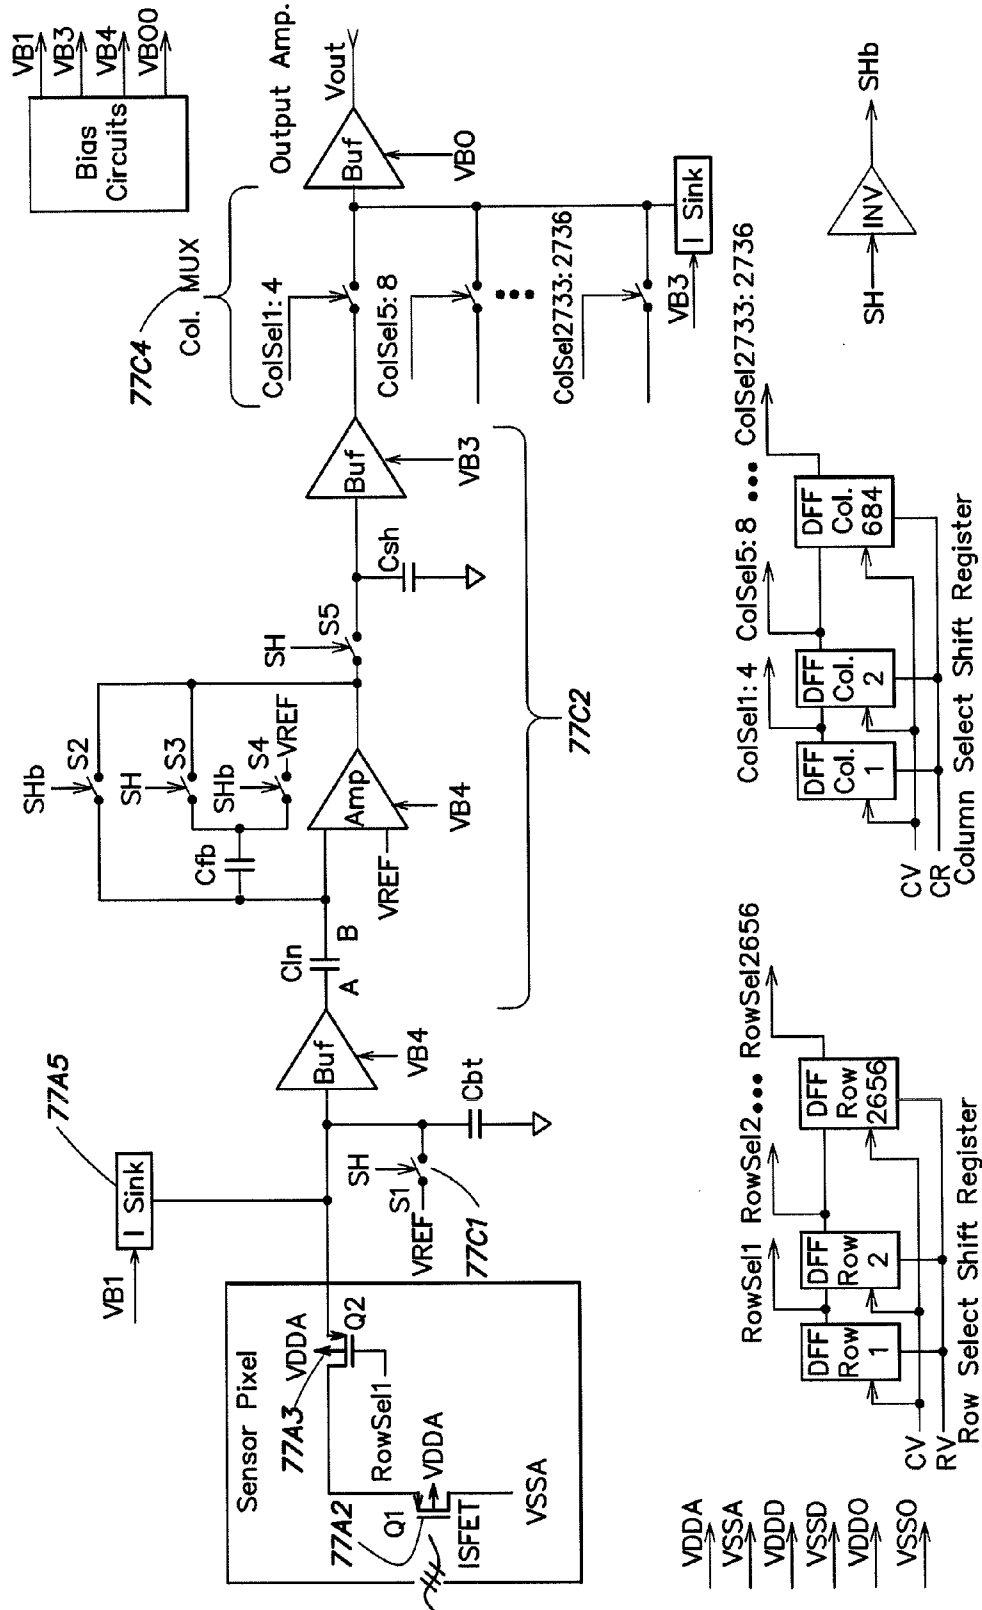 Bias
Circuits
VB1
VB3
VB4
VB00
77A5
VB1
I Sink
Sensor Pixel
77A3
VDDA
Q2
RowSel1
77A2
Q1
VDDA
ISFET
VSSA
SH
S1
VREF
77C1
Cbt
Buf
VB4
CIn
A
B
Cfb
SHb
S2
SH
S3
SHb
S4
VREF
Amp
VREF
VB4
SH
S5
Csh
Buf
VB3
77C2
77C4
Col. MUX
ColSel1:4
ColSel5:8
ColSel2733:2736
VB3
I Sink
Output Amp.
Buf
Vout
VB0
SH
INV
SHb
VDDA
VSSA
VDDD
VSSD
VDDO
VSSO
RowSel1
RowSel2
RowSel2656
DFF
Row
1
DFF
Row
2
DFF
Row
2656
CV
RV
Row Select Shift Register
ColSel1:4
ColSel5:8
ColSel2733:2736
DFF
Col.
1
DFF
Col.
2
DFF
Col.
684
CV
CR
Column Select Shift Register